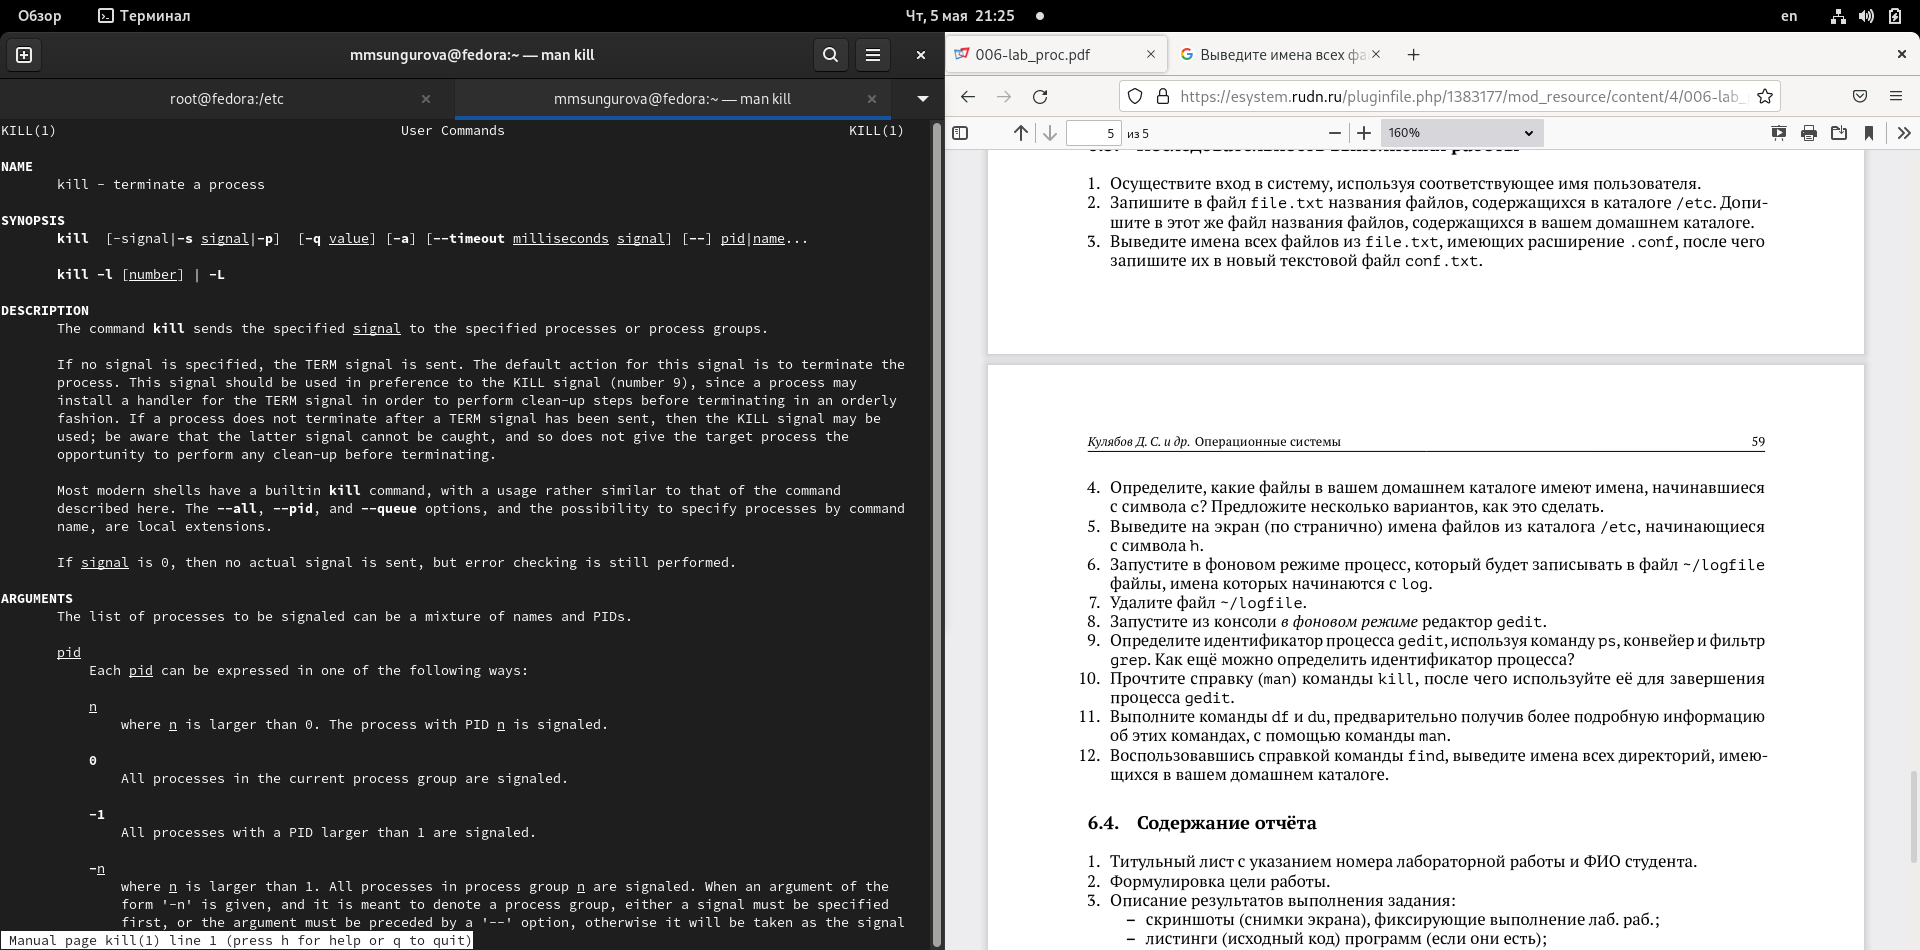 Обзор Терминал Чт, 5 мая 21:25 en
mmsungurova@fedora:~ — man kill
root@fedora:/etc
mmsungurova@fedora:~ — man kill
KILL(1) User Commands KILL(1)
NAME
kill - terminate a process
SYNOPSIS
kill [-signal|-s signal|-p] [-q value] [-a] [--timeout milliseconds signal] [--] pid|name...
kill -l [number] | -L
DESCRIPTION
The command kill sends the specified signal to the specified processes or process groups.
If no signal is specified, the TERM signal is sent. The default action for this signal is to terminate the
process. This signal should be used in preference to the KILL signal (number 9), since a process may
install a handler for the TERM signal in order to perform clean-up steps before terminating in an orderly
fashion. If a process does not terminate after a TERM signal has been sent, then the KILL signal may be
used; be aware that the latter signal cannot be caught, and so does not give the target process the
opportunity to perform any clean-up before terminating.
Most modern shells have a builtin kill command, with a usage rather similar to that of the command
described here. The --all, --pid, and --queue options, and the possibility to specify processes by command
name, are local extensions.
If signal is 0, then no actual signal is sent, but error checking is still performed.
ARGUMENTS
The list of processes to be signaled can be a mixture of names and PIDs.
pid
Each pid can be expressed in one of the following ways:
n
where n is larger than 0. The process with PID n is signaled.
0
All processes in the current process group are signaled.
-1
All processes with a PID larger than 1 are signaled.
-n
where n is larger than 1. All processes in process group n are signaled. When an argument of the
form '-n' is given, and it is meant to denote a process group, either a signal must be specified
first, or the argument must be preceded by a '--' option, otherwise it will be taken as the signal
Manual page kill(1) line 1 (press h for help or q to quit)
006-lab_proc.pdf
Выведите имена всех фа
https://esystem.rudn.ru/pluginfile.php/1383177/mod_resource/content/4/006-lab_
5 из 5 160%
1. Осуществите вход в систему, используя соответствующее имя пользователя.
2. Запишите в файл file.txt названия файлов, содержащихся в каталоге /etc. Допи-
шите в этот же файл названия файлов, содержащихся в вашем домашнем каталоге.
3. Выведите имена всех файлов из file.txt, имеющих расширение .conf, после чего
запишите их в новый текстовой файл conf.txt.
Кулябов Д. С. и др. Операционные системы 59
4. Определите, какие файлы в вашем домашнем каталоге имеют имена, начинавшиеся
с символа c? Предложите несколько вариантов, как это сделать.
5. Выведите на экран (по странично) имена файлов из каталога /etc, начинающиеся
с символа h.
6. Запустите в фоновом режиме процесс, который будет записывать в файл ~/logfile
файлы, имена которых начинаются с log.
7. Удалите файл ~/logfile.
8. Запустите из консоли в фоновом режиме редактор gedit.
9. Определите идентификатор процесса gedit, используя команду ps, конвейер и фильтр
grep. Как ещё можно определить идентификатор процесса?
10. Прочтите справку (man) команды kill, после чего используйте её для завершения
процесса gedit.
11. Выполните команды df и du, предварительно получив более подробную информацию
об этих командах, с помощью команды man.
12. Воспользовавшись справкой команды find, выведите имена всех директорий, имею-
щихся в вашем домашнем каталоге.
6.4. Содержание отчёта
1. Титульный лист с указанием номера лабораторной работы и ФИО студента.
2. Формулировка цели работы.
3. Описание результатов выполнения задания:
– скриншоты (снимки экрана), фиксирующие выполнение лаб. раб.;
– листинги (исходный код) программ (если они есть);